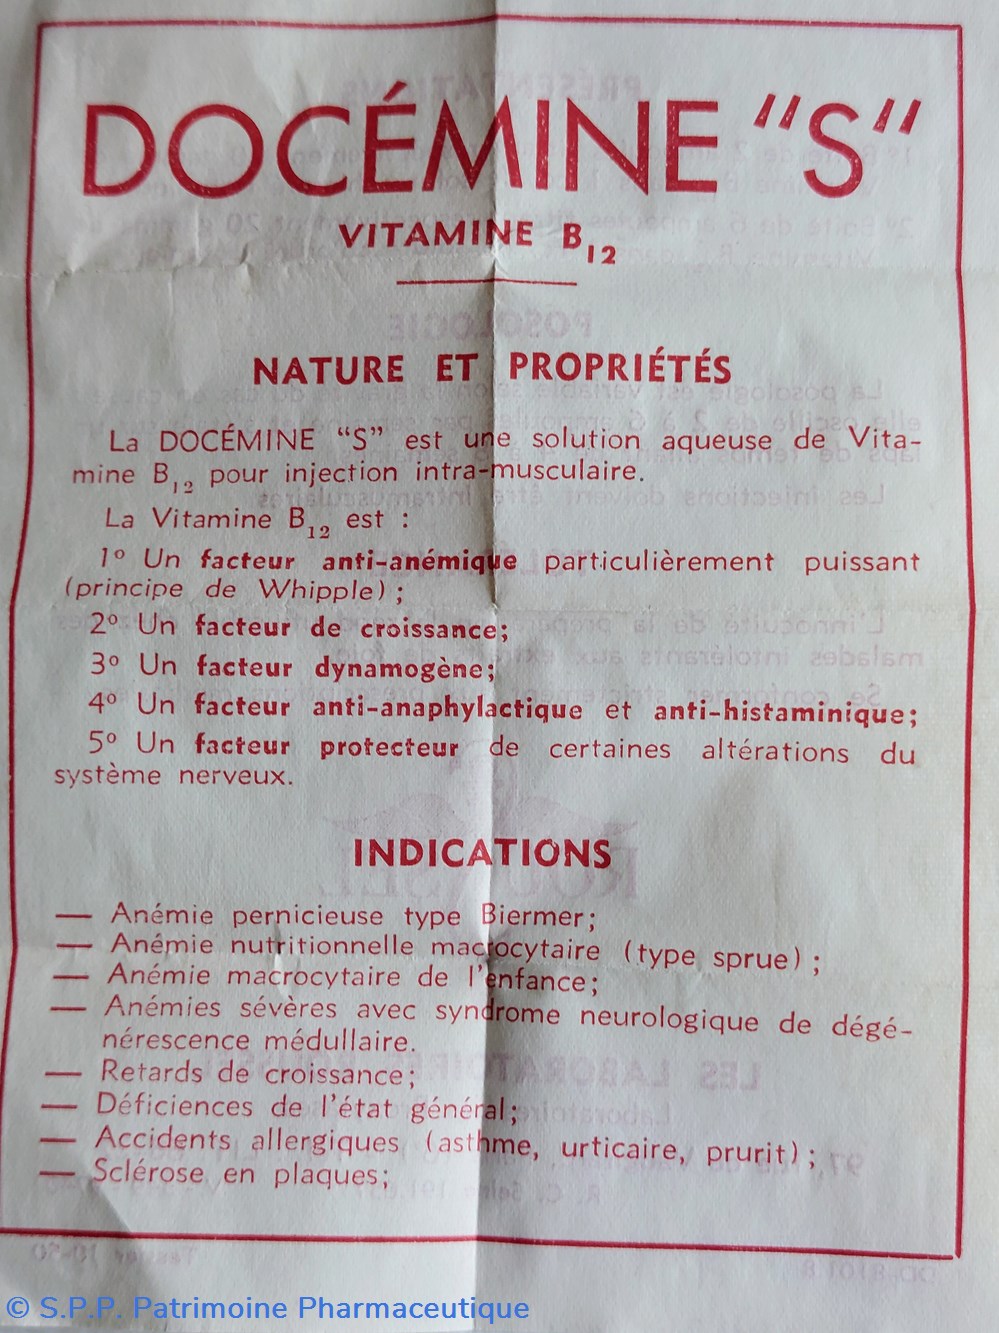 DOCÉMINE "S"
VITAMINE B12
NATURE ET PROPRIÉTÉS
La DOCÉMINE "S" est une solution aqueuse de Vita-
mine B12 pour injection intra-musculaire.
La Vitamine B12 est :
1º Un facteur anti-anémique particulièrement puissant
(principe de Whipple) ;
2º Un facteur de croissance;
3º Un facteur dynamogène;
4º Un facteur anti-anaphylactique et anti-histaminique;
5º Un facteur protecteur de certaines altérations du
système nerveux.
INDICATIONS
— Anémie pernicieuse type Biermer;
— Anémie nutritionnelle macrocytaire (type sprue) ;
— Anémie macrocytaire de l'enfance;
— Anémies sévères avec syndrome neurologique de dégé-
nérescence médullaire.
— Retards de croissance;
— Déficiences de l'état général;
— Accidents allergiques (asthme, urticaire, prurit) ;
— Sclérose en plaques;
© S.P.P. Patrimoine Pharmaceutique